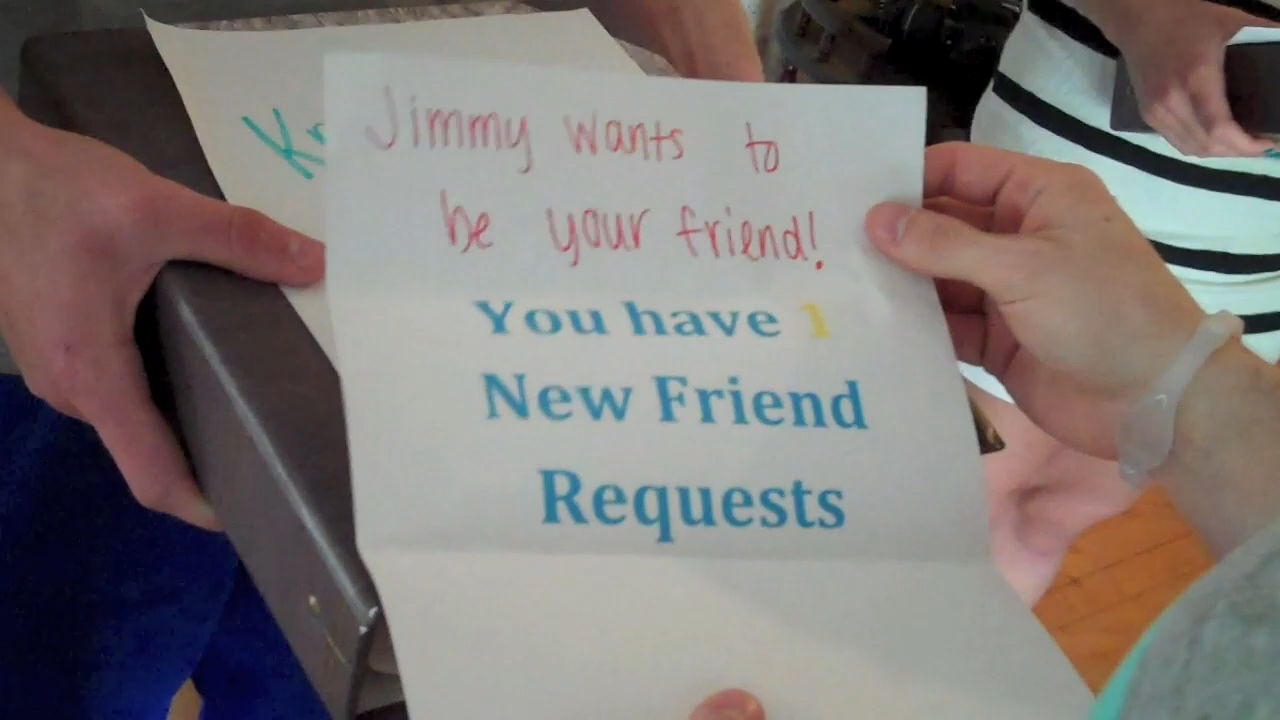 Jimmy wants to
be your friend!
You have 1
New Friend
Requests